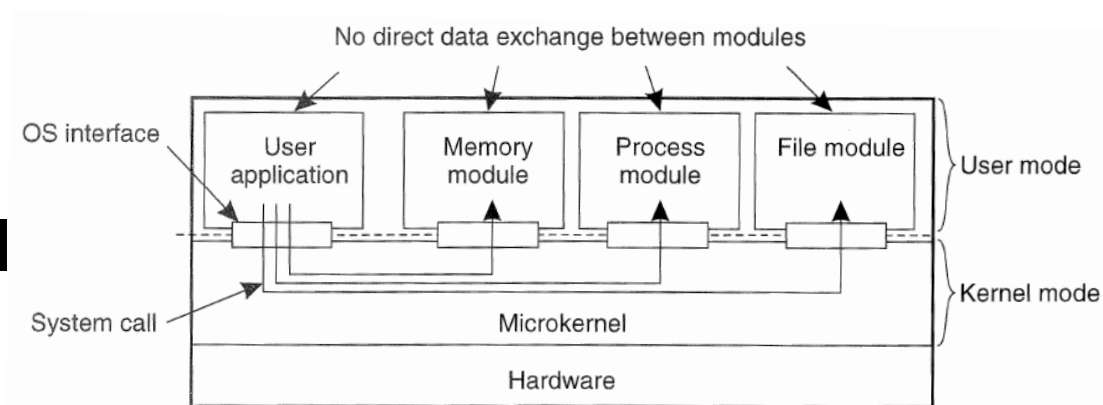 No direct data exchange between modules
OS interface
User
application
Memory
module
Process
module
File module
User mode
Kernel mode
System call
Microkernel
Hardware